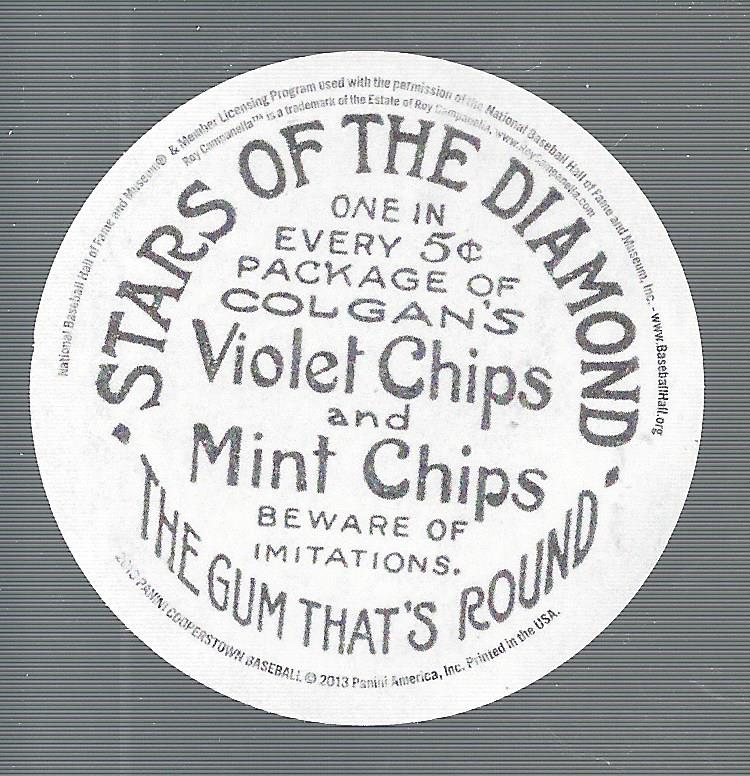 National Baseball Hall of Fame and Museum® & Member Licensing Program used with the permission of the National Baseball Hall of Fame and Museum, Inc. - www.BaseballHall.org
Roy Campanella™ is a trademark of the Estate of Roy Campanella, www.RoyCampanella.com
STARS OF THE DIAMOND
ONE IN
EVERY 5¢
PACKAGE OF
COLGAN'S
Violet Chips
and
Mint Chips
BEWARE OF
IMITATIONS.
THE GUM THAT'S ROUND
2013 PANINI COOPERSTOWN BASEBALL © 2013 Panini America, Inc. Printed in the USA.